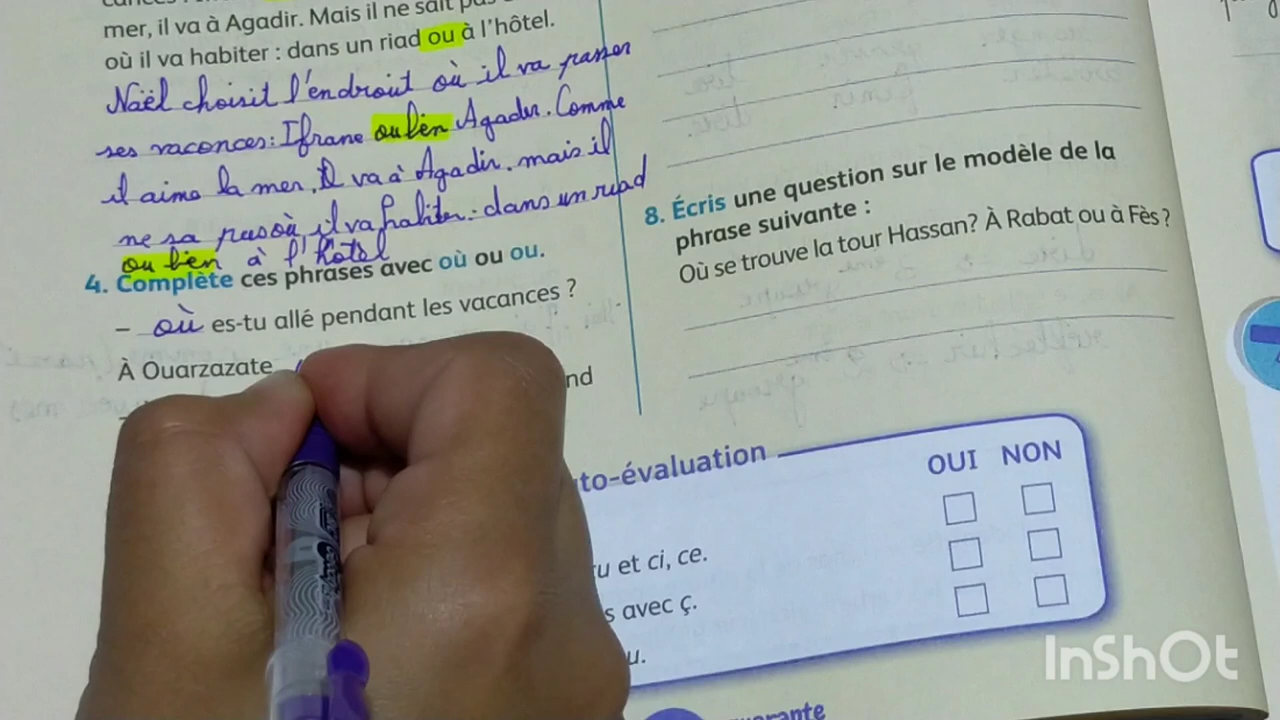 mer, il va à Agadir. Mais il ne sait
où il va habiter : dans un riad ou à l'hôtel.
Naël choisit l'endroit où il va passer
ses vaconces: Ifrane ou bien Agadir. Comme
il aime la mer, Il va à Agadir. mais il
ne sa pas où il va habiter : dans un riad
ou bien à l'hôtel
4. Complète ces phrases avec où ou ou.
– où es-tu allé pendant les vacances ?
À Ouarzazate
nd
8. Écris une question sur le modèle de la
phrase suivante :
Où se trouve la tour Hassan? À Rabat ou à Fès ?
to-évaluation
OUI NON
u et ci, ce.
s avec ç.
u.
arante
InShOt